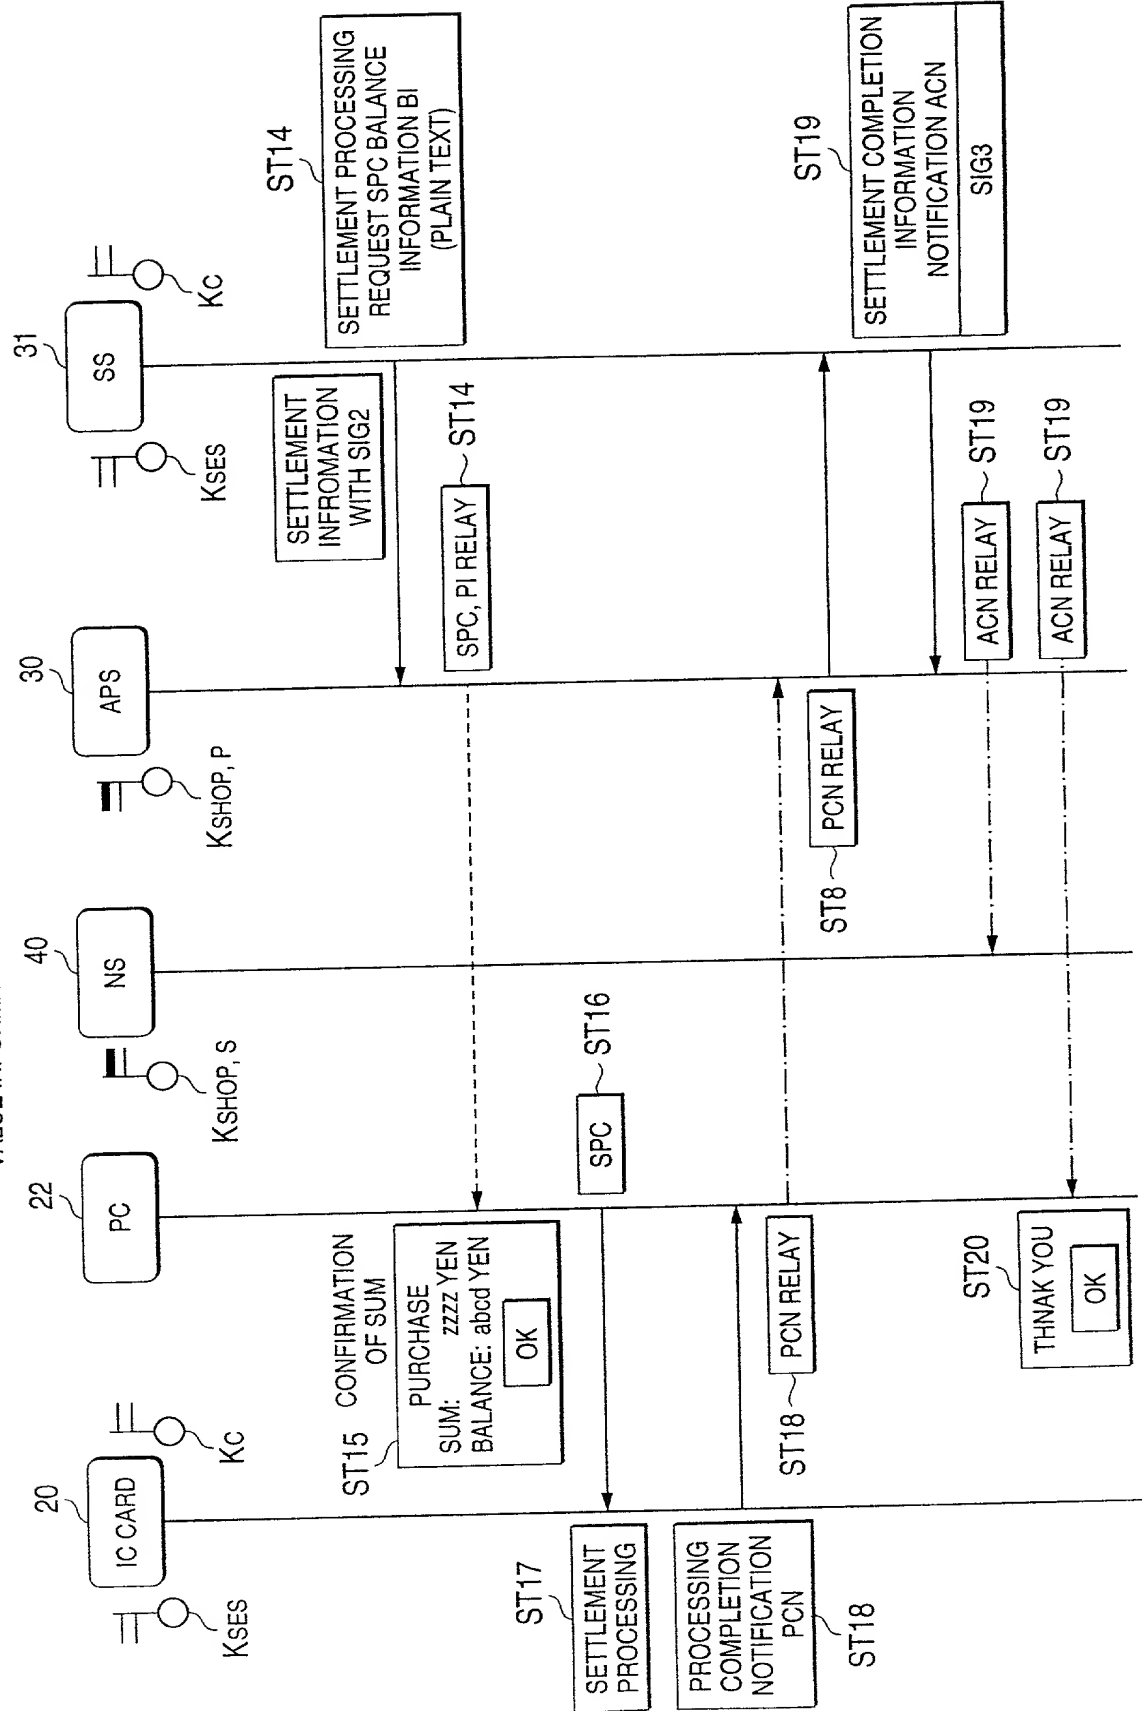 20
IC CARD
KSES
KC
22
PC
40
NS
KSHOP, S
30
APS
KSHOP, P
31
SS
KSES
KC
ST14
SETTLEMENT PROCESSING
REQUEST SPC BALANCE
INFORMATION BI
(PLAIN TEXT)
SETTLEMENT
INFROMATION
WITH SIG2
SPC, PI RELAY
ST14
ST15
CONFIRMATION
OF SUM
PURCHASE
SUM: zzzz YEN
BALANCE: abcd YEN
OK
SPC
ST16
ST17
SETTLEMENT
PROCESSING
PROCESSING
COMPLETION
NOTIFICATION
PCN
ST18
PCN RELAY
ST18
PCN RELAY
ST8
ST19
SETTLEMENT COMPLETION
INFORMATION
NOTIFICATION ACN
SIG3
ACN RELAY
ST19
ACN RELAY
ST19
ST20
THNAK YOU
OK